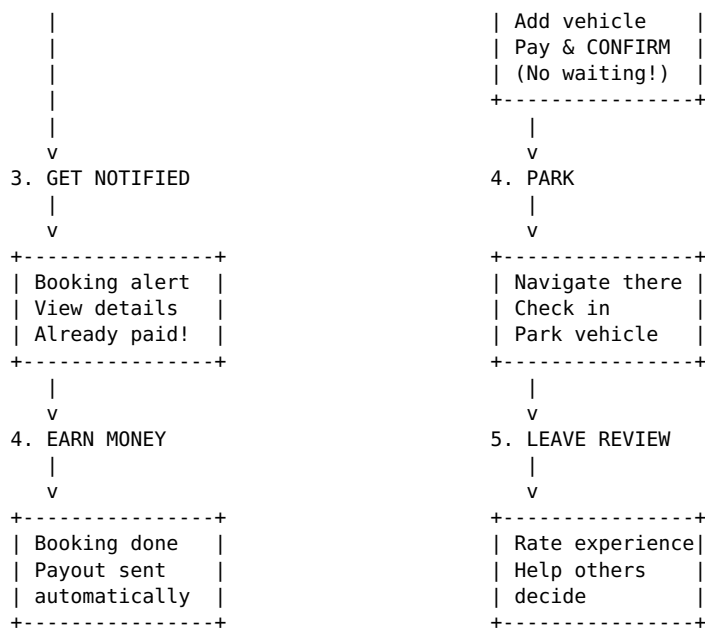 Add vehicle
Pay & CONFIRM
(No waiting!)
3. GET NOTIFIED
4. PARK
Booking alert
View details
Already paid!
Navigate there
Check in
Park vehicle
4. EARN MONEY
5. LEAVE REVIEW
Booking done
Payout sent
automatically
Rate experience
Help others
decide